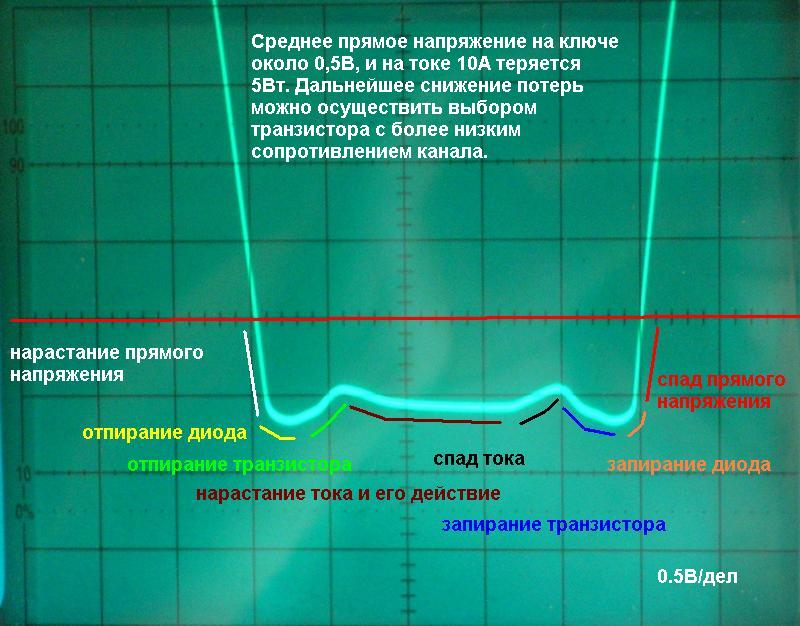 Среднее прямое напряжение на ключе
около 0,5В, и на токе 10А теряется
5Вт. Дальнейшее снижение потерь
можно осуществить выбором
транзистора с более низким
сопротивлением канала.
100
90
нарастание прямого
напряжения
спад прямого
напряжения
отпирание диода
спад тока
отпирание транзистора
запирание диода
10
нарастание тока и его действие
0%
запирание транзистора
0.5В/дел